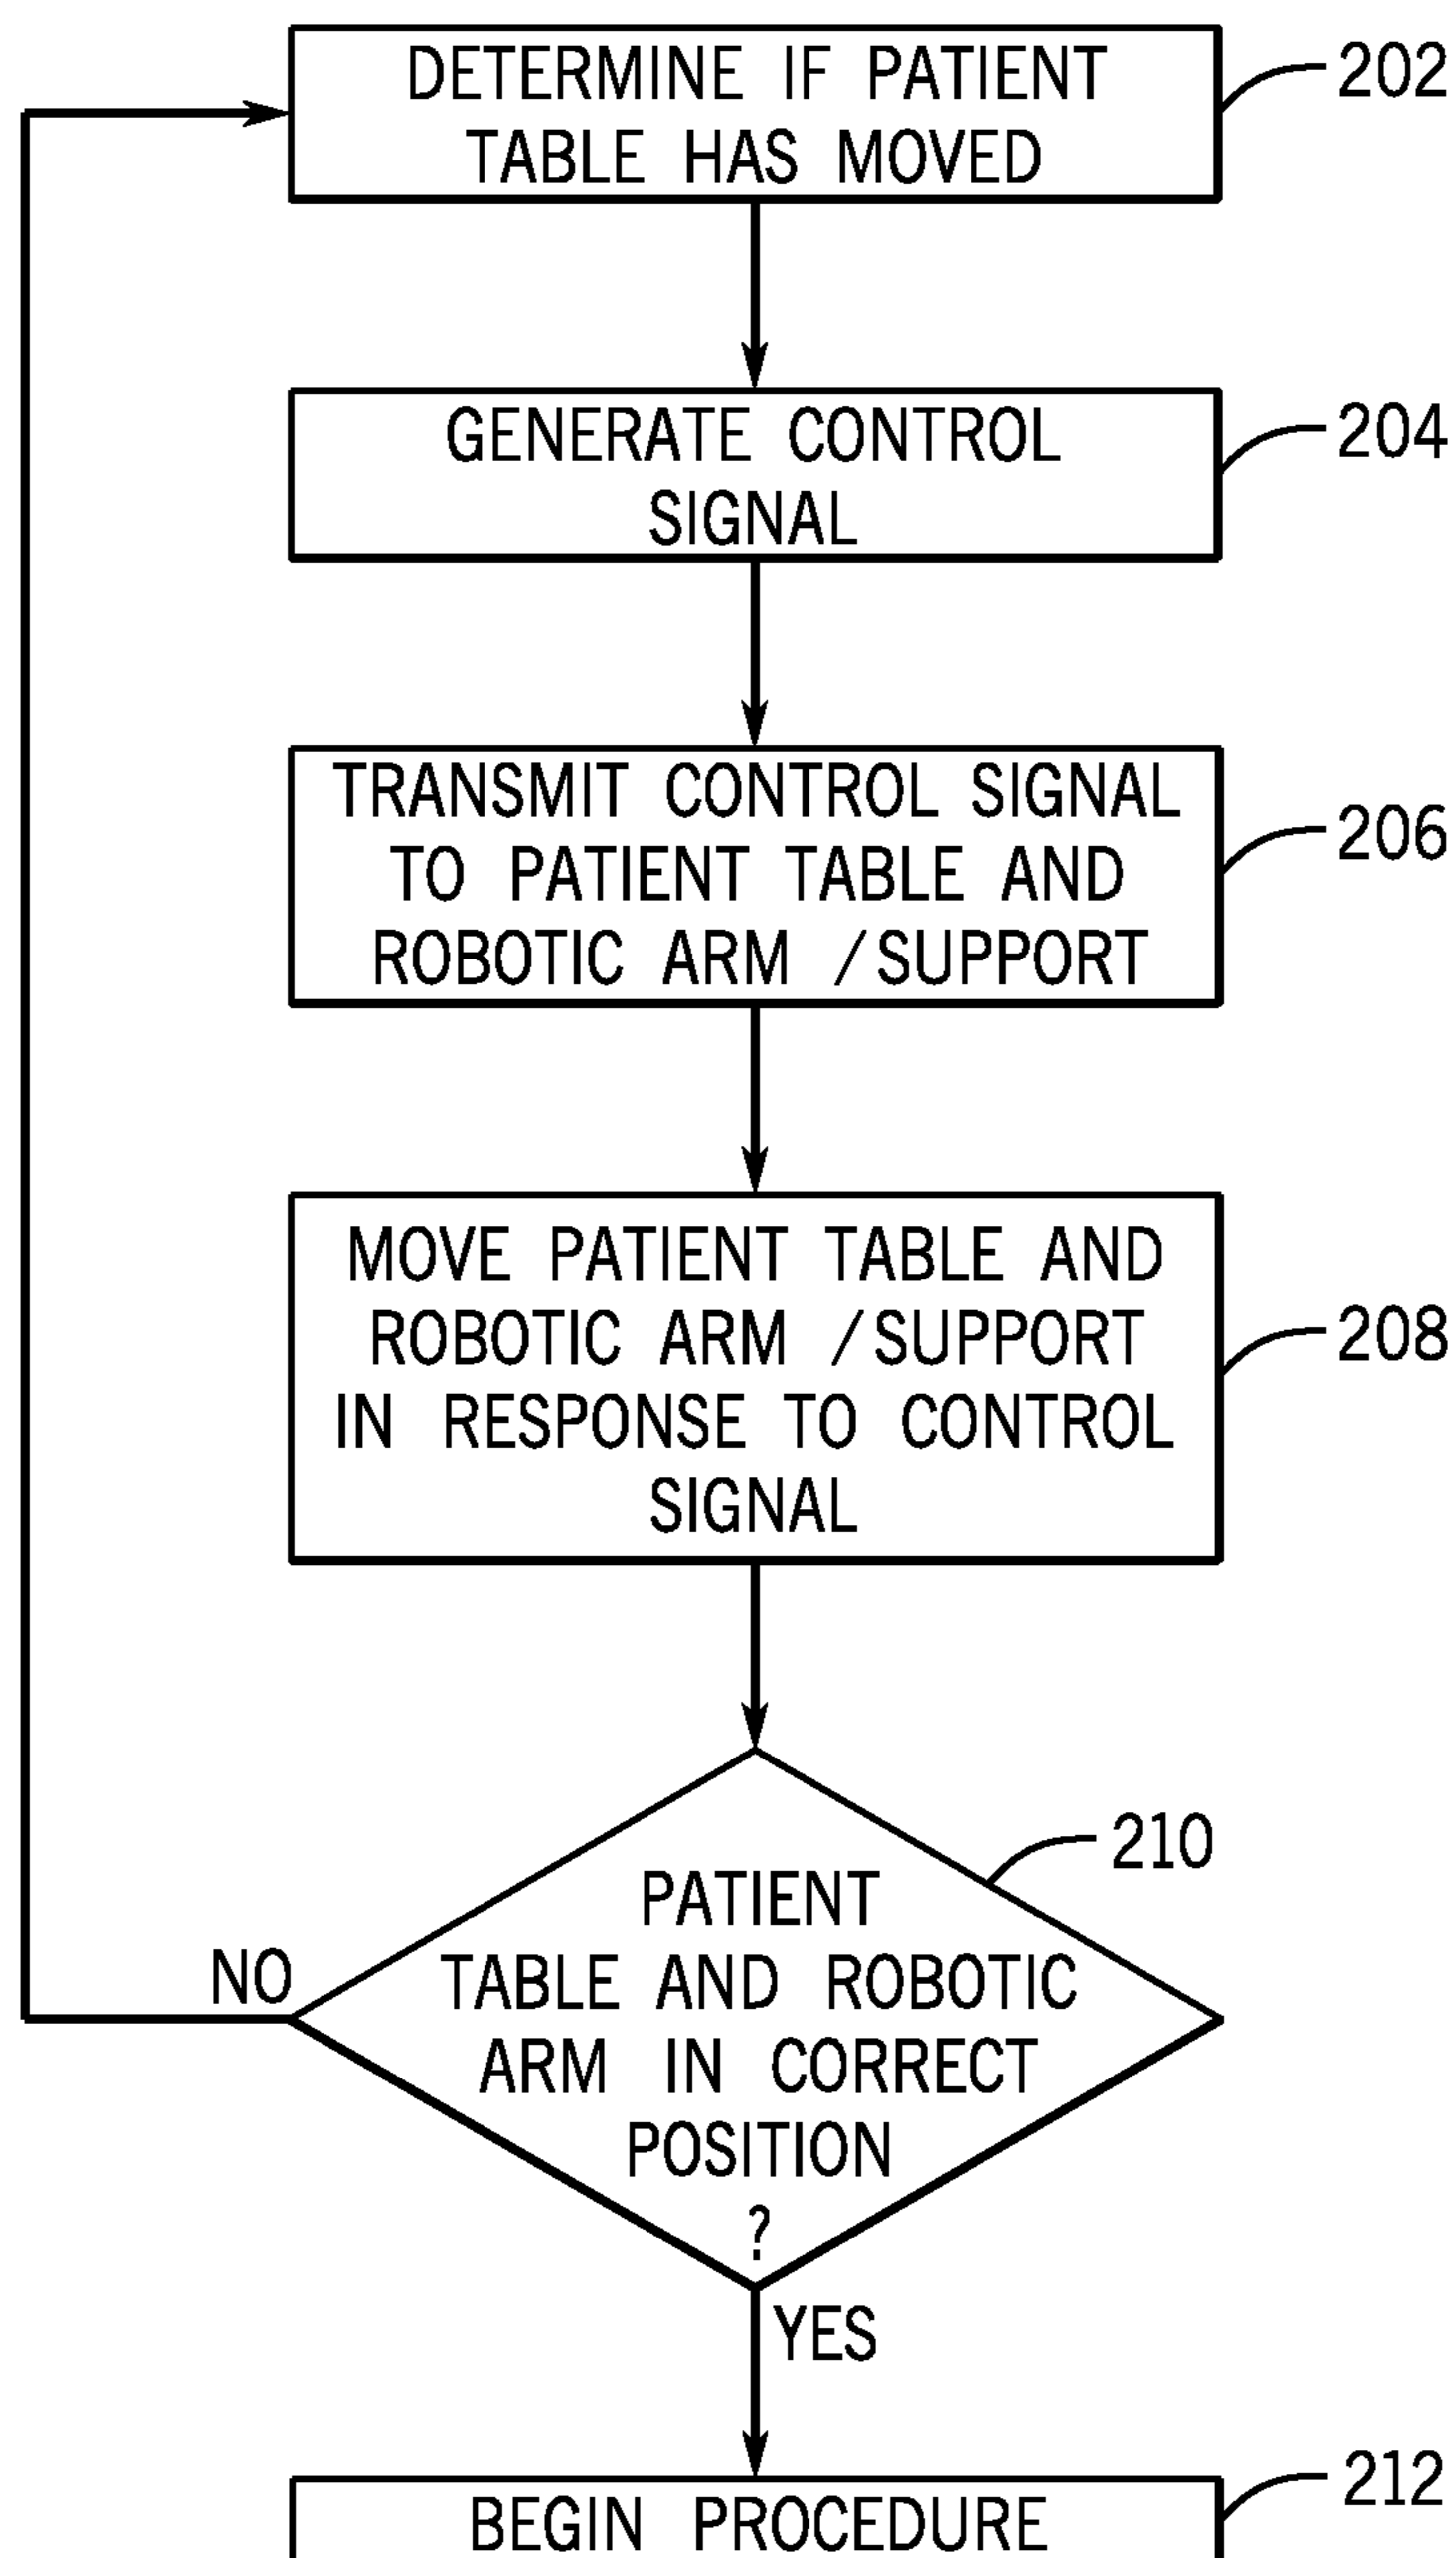 DETERMINE IF PATIENT
TABLE HAS MOVED
202
GENERATE CONTROL
SIGNAL
204
TRANSMIT CONTROL SIGNAL
TO PATIENT TABLE AND
ROBOTIC ARM /SUPPORT
206
MOVE PATIENT TABLE AND
ROBOTIC ARM /SUPPORT
IN RESPONSE TO CONTROL
SIGNAL
208
PATIENT
TABLE AND ROBOTIC
ARM IN CORRECT
POSITION
?
210
NO
YES
BEGIN PROCEDURE
212